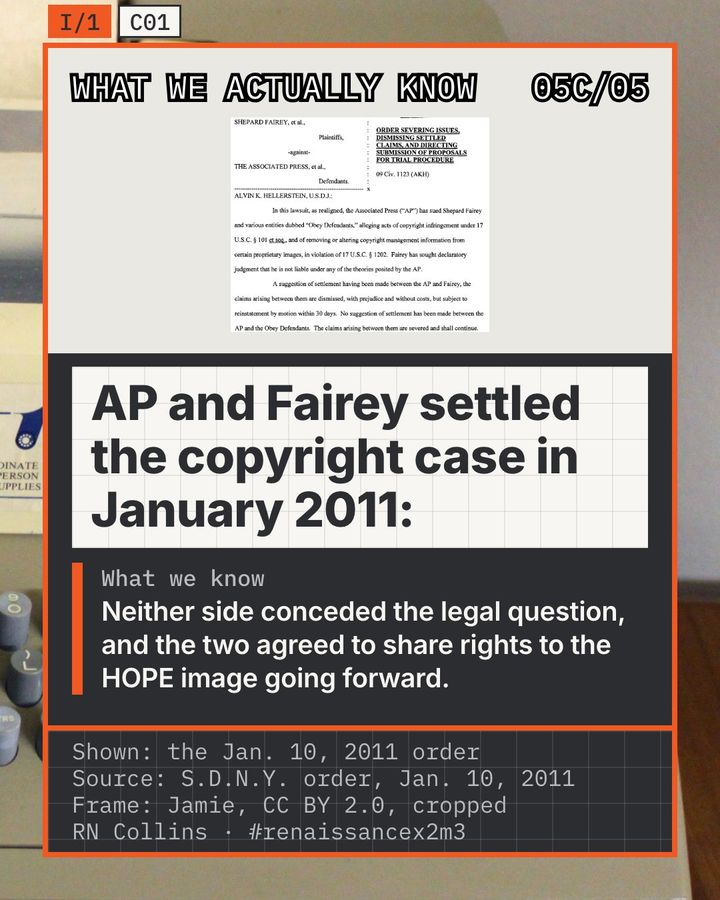 I/1 C01
WHAT WE ACTUALLY KNOW 05C/05
SHEPARD FAIREY, et al.,
Plaintiffs,
-against-
THE ASSOCIATED PRESS, et al.,
Defendants.
ORDER SEVERING ISSUES,
DISMISSING SETTLED
CLAIMS, AND DIRECTING
SUBMISSION OF PROPOSALS
FOR TRIAL PROCEDURE
09 Civ. 1123 (AKH)
ALVIN K. HELLERSTEIN, U.S.D.J.:
In this lawsuit, as realigned, the Associated Press ("AP") has sued Shepard Fairey
and various entities dubbed "Obey Defendants," alleging acts of copyright infringement under 17
U.S.C. § 101 et seq., and of removing or altering copyright management information from
certain proprietary images, in violation of 17 U.S.C. § 1202. Fairey has sought declaratory
judgment that he is not liable under any of the theories posited by the AP.
A suggestion of settlement having been made between the AP and Fairey, the
claims arising between them are dismissed, with prejudice and without costs, but subject to
reinstatement by motion within 30 days. No suggestion of settlement has been made between the
AP and the Obey Defendants. The claims arising between them are severed and shall continue.
AP and Fairey settled
the copyright case in
January 2011:
What we know
Neither side conceded the legal question,
and the two agreed to share rights to the
HOPE image going forward.
Shown: the Jan. 10, 2011 order
Source: S.D.N.Y. order, Jan. 10, 2011
Frame: Jamie, CC BY 2.0, cropped
RN Collins · #renaissancex2m3
DINATE
PERSON
UPPLIES